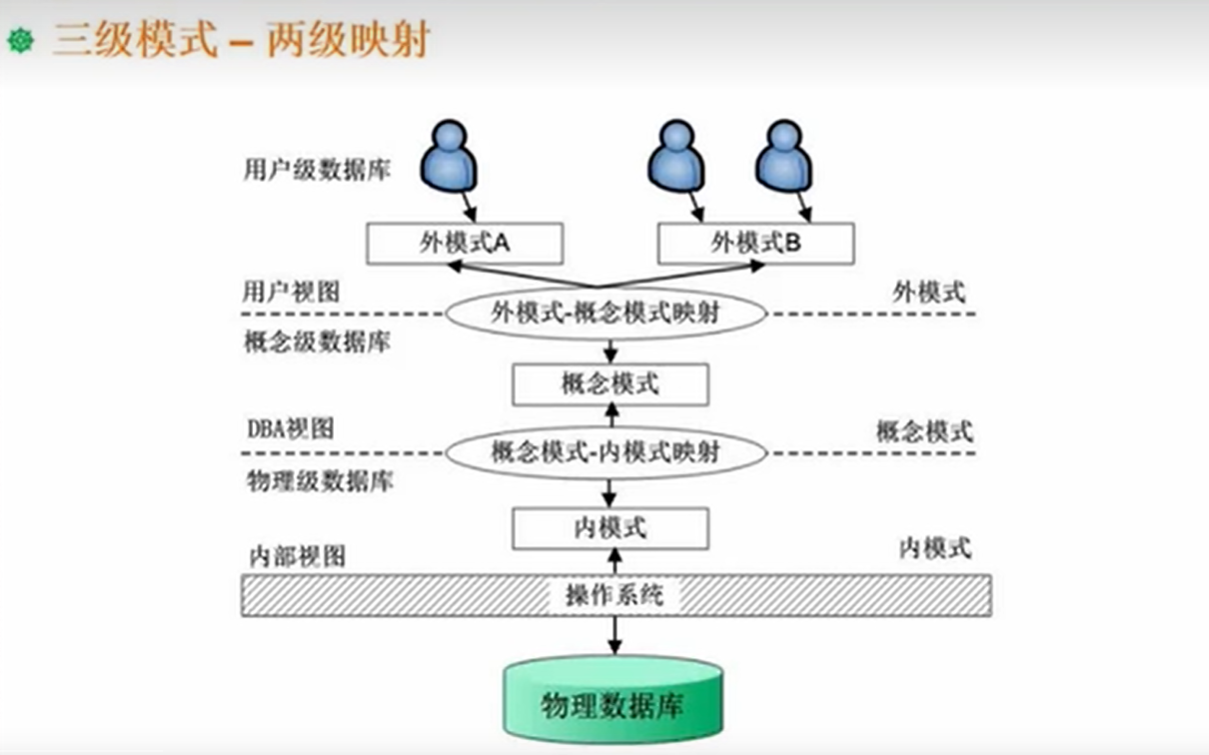 三级模式 – 两级映射
用户级数据库
外模式A
外模式B
用户视图
外模式
外模式-概念模式映射
概念级数据库
概念模式
DBA视图
概念模式
概念模式-内模式映射
物理级数据库
内模式
内部视图
内模式
操作系统
物理数据库